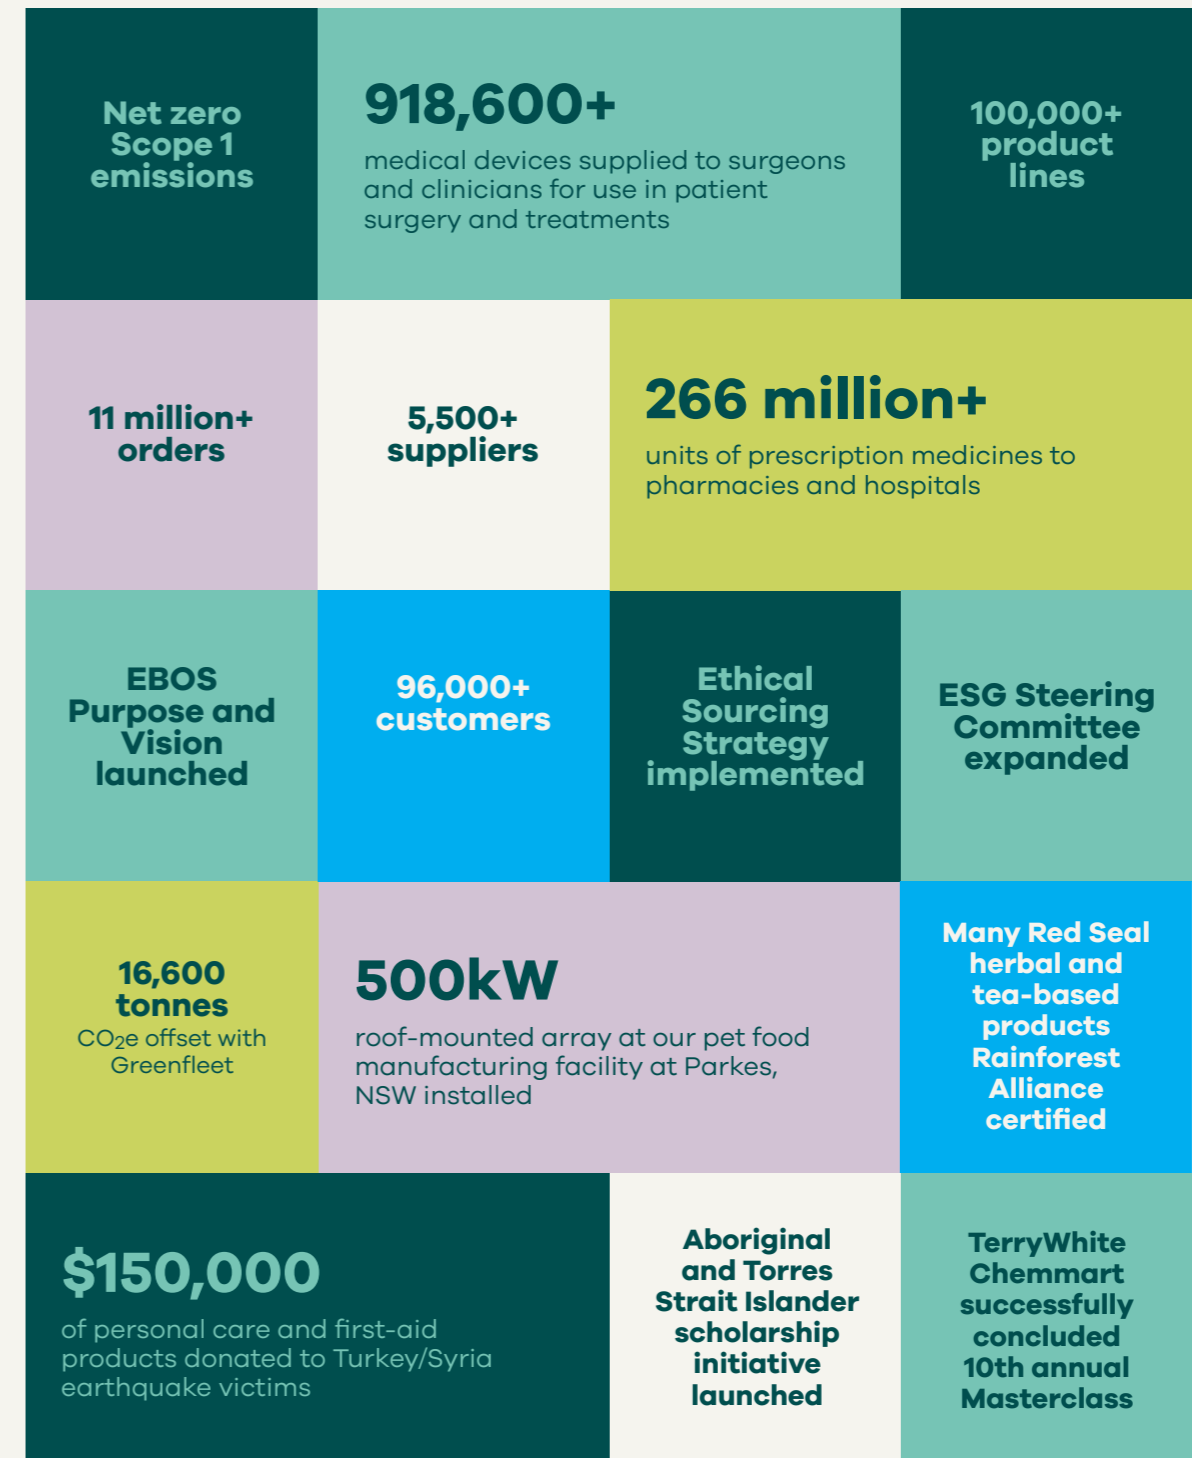 Net zero
Scope 1
emissions
918,600+
medical devices supplied to surgeons
and clinicians for use in patient
surgery and treatments
100,000+
product
lines
11 million+
orders
5,500+
suppliers
266 million+
units of prescription medicines to
pharmacies and hospitals
EBOS
Purpose and
Vision
launched
96,000+
customers
Ethical
Sourcing
Strategy
implemented
ESG Steering
Committee
expanded
16,600
tonnes
CO₂e offset with
Greenfleet
500kW
roof-mounted array at our pet food
manufacturing facility at Parkes,
NSW installed
Many Red Seal
herbal and
tea-based
products
Rainforest
Alliance
certified
$150,000
of personal care and first-aid
products donated to Turkey/Syria
earthquake victims
Aboriginal
and Torres
Strait Islander
scholarship
initiative
launched
TerryWhite
Chemmart
successfully
concluded
10th annual
Masterclass